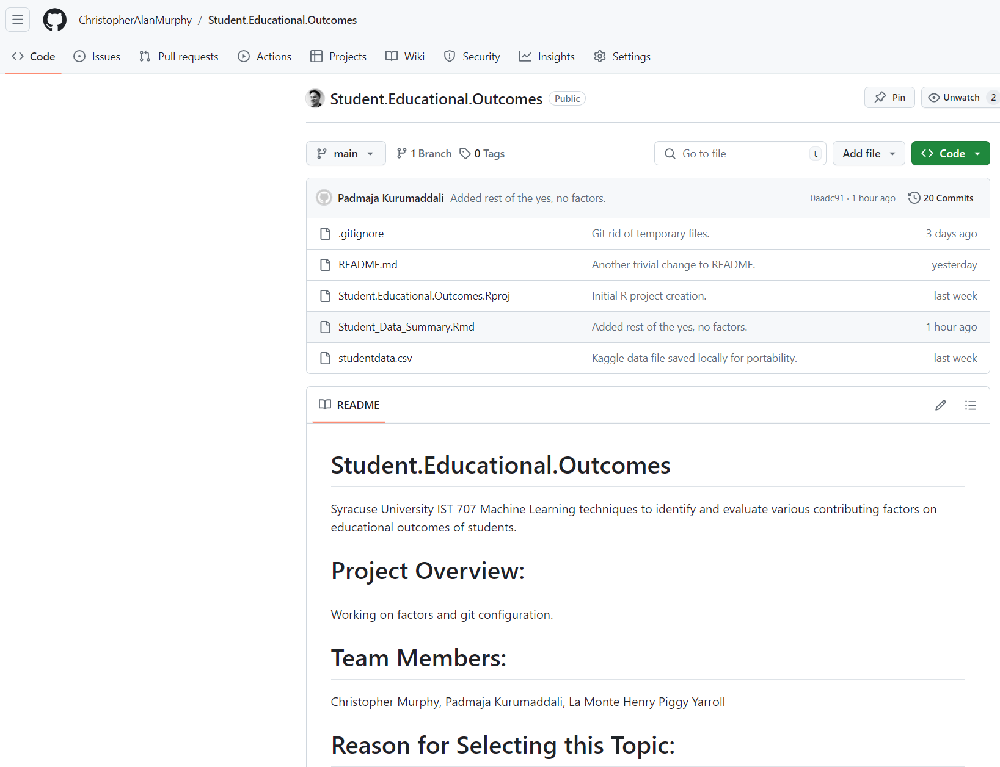 ChristopherAlanMurphy / Student.Educational.Outcomes
Code Issues Pull requests Actions Projects Wiki Security Insights Settings
Student.Educational.Outcomes Public Pin Unwatch 2
main 1 Branch 0 Tags Go to file t Add file Code
Padmaja Kurumaddali Added rest of the yes, no factors. 0aadc91 · 1 hour ago 20 Commits
.gitignore Git rid of temporary files. 3 days ago
README.md Another trivial change to README. yesterday
Student.Educational.Outcomes.Rproj Initial R project creation. last week
Student_Data_Summary.Rmd Added rest of the yes, no factors. 1 hour ago
studentdata.csv Kaggle data file saved locally for portability. last week
README
Student.Educational.Outcomes
Syracuse University IST 707 Machine Learning techniques to identify and evaluate various contributing factors on
educational outcomes of students.
Project Overview:
Working on factors and git configuration.
Team Members:
Christopher Murphy, Padmaja Kurumaddali, La Monte Henry Piggy Yarroll
Reason for Selecting this Topic: